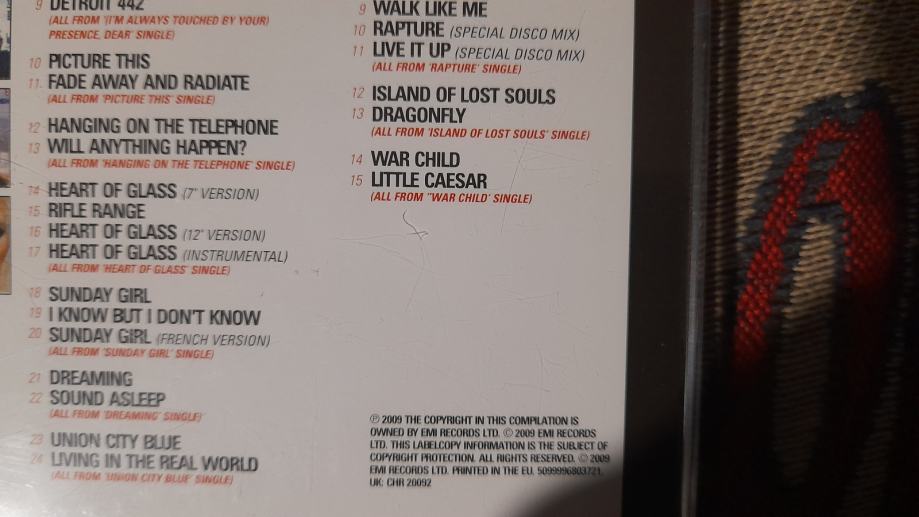 9 DETROIT 442
(ALL FROM '(I'M ALWAYS TOUCHED BY YOUR)
PRESENCE, DEAR' SINGLE)
10 PICTURE THIS
11 FADE AWAY AND RADIATE
(ALL FROM 'PICTURE THIS' SINGLE)
12 HANGING ON THE TELEPHONE
13 WILL ANYTHING HAPPEN?
(ALL FROM 'HANGING ON THE TELEPHONE' SINGLE)
14 HEART OF GLASS (7" VERSION)
15 RIFLE RANGE
16 HEART OF GLASS (12" VERSION)
17 HEART OF GLASS (INSTRUMENTAL)
(ALL FROM 'HEART OF GLASS' SINGLE)
18 SUNDAY GIRL
19 I KNOW BUT I DON'T KNOW
20 SUNDAY GIRL (FRENCH VERSION)
(ALL FROM 'SUNDAY GIRL' SINGLE)
21 DREAMING
22 SOUND ASLEEP
(ALL FROM 'DREAMING' SINGLE)
23 UNION CITY BLUE
24 LIVING IN THE REAL WORLD
(ALL FROM 'UNION CITY BLUE' SINGLE)
9 WALK LIKE ME
10 RAPTURE (SPECIAL DISCO MIX)
11 LIVE IT UP (SPECIAL DISCO MIX)
(ALL FROM 'RAPTURE' SINGLE)
12 ISLAND OF LOST SOULS
13 DRAGONFLY
(ALL FROM 'ISLAND OF LOST SOULS' SINGLE)
14 WAR CHILD
15 LITTLE CAESAR
(ALL FROM "WAR CHILD' SINGLE)
℗ 2009 THE COPYRIGHT IN THIS COMPILATION IS
OWNED BY EMI RECORDS LTD. © 2009 EMI RECORDS
LTD. THIS LABELCOPY INFORMATION IS THE SUBJECT OF
COPYRIGHT PROTECTION. ALL RIGHTS RESERVED. © 2009
EMI RECORDS LTD. PRINTED IN THE EU. 5099996803721.
UK: CHR 20092